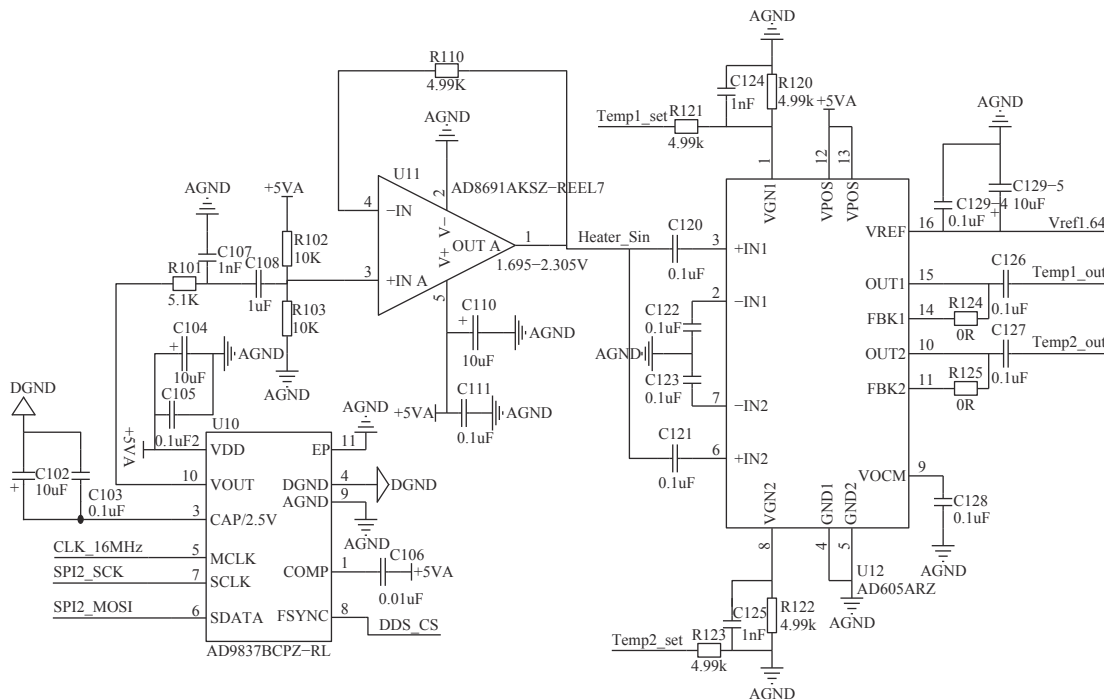 AGND
R110
4.99K
C124
1nF
R120
4.99k
+5VA
Temp1_set
R121
4.99k
AGND
AGND
1
12
13
U11
2
AD8691AKSZ-REEL7
VGN1
VPOS
VPOS
C129-4
0.1uF
C129-5
10uF
+
AGND
+5VA
4
-IN
V-
VREF
16
Vref1.64
C107
1nF
R102
10K
OUT A
1
Heater_Sin
C120
0.1uF
3
+IN1
R101
5.1K
C108
1uF
3
+IN A
V+
1.695-2.305V
5
OUT1
15
C126
0.1uF
Temp1_out
2
-IN1
R103
10K
C110
+
10uF
AGND
C122
0.1uF
FBK1
14
R124
0R
C104
+
10uF
AGND
AGND
AGND
OUT2
10
C127
0.1uF
Temp2_out
C123
0.1uF
FBK2
11
R125
0R
DGND
C105
0.1uF
C111
0.1uF
+5VA
AGND
7
-IN2
U10
AGND
+5VA
2
VDD
EP
11
C121
0.1uF
6
+IN2
C102
10uF
+
C103
0.1uF
10
VOUT
DGND
4
DGND
VOCM
9
AGND
9
C128
0.1uF
3
CAP/2.5V
AGND
VGN2
GND1
GND2
CLK_16MHz
5
MCLK
8
4
5
AGND
SPI2_SCK
7
SCLK
COMP
1
C106
0.01uF
+5VA
U12
AD605ARZ
SPI2_MOSI
6
SDATA
FSYNC
8
DDS_CS
C125
1nF
R122
4.99k
AGND
Temp2_set
R123
4.99k
AD9837BCPZ-RL
AGND